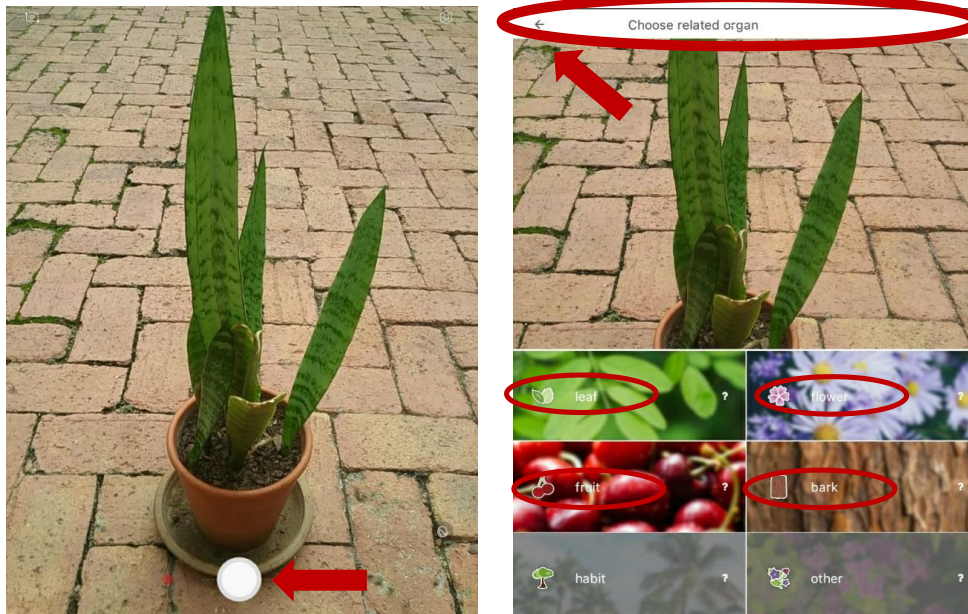 Choose related organ
leaf ?
flower ?
fruit ?
bark ?
habit ?
other ?